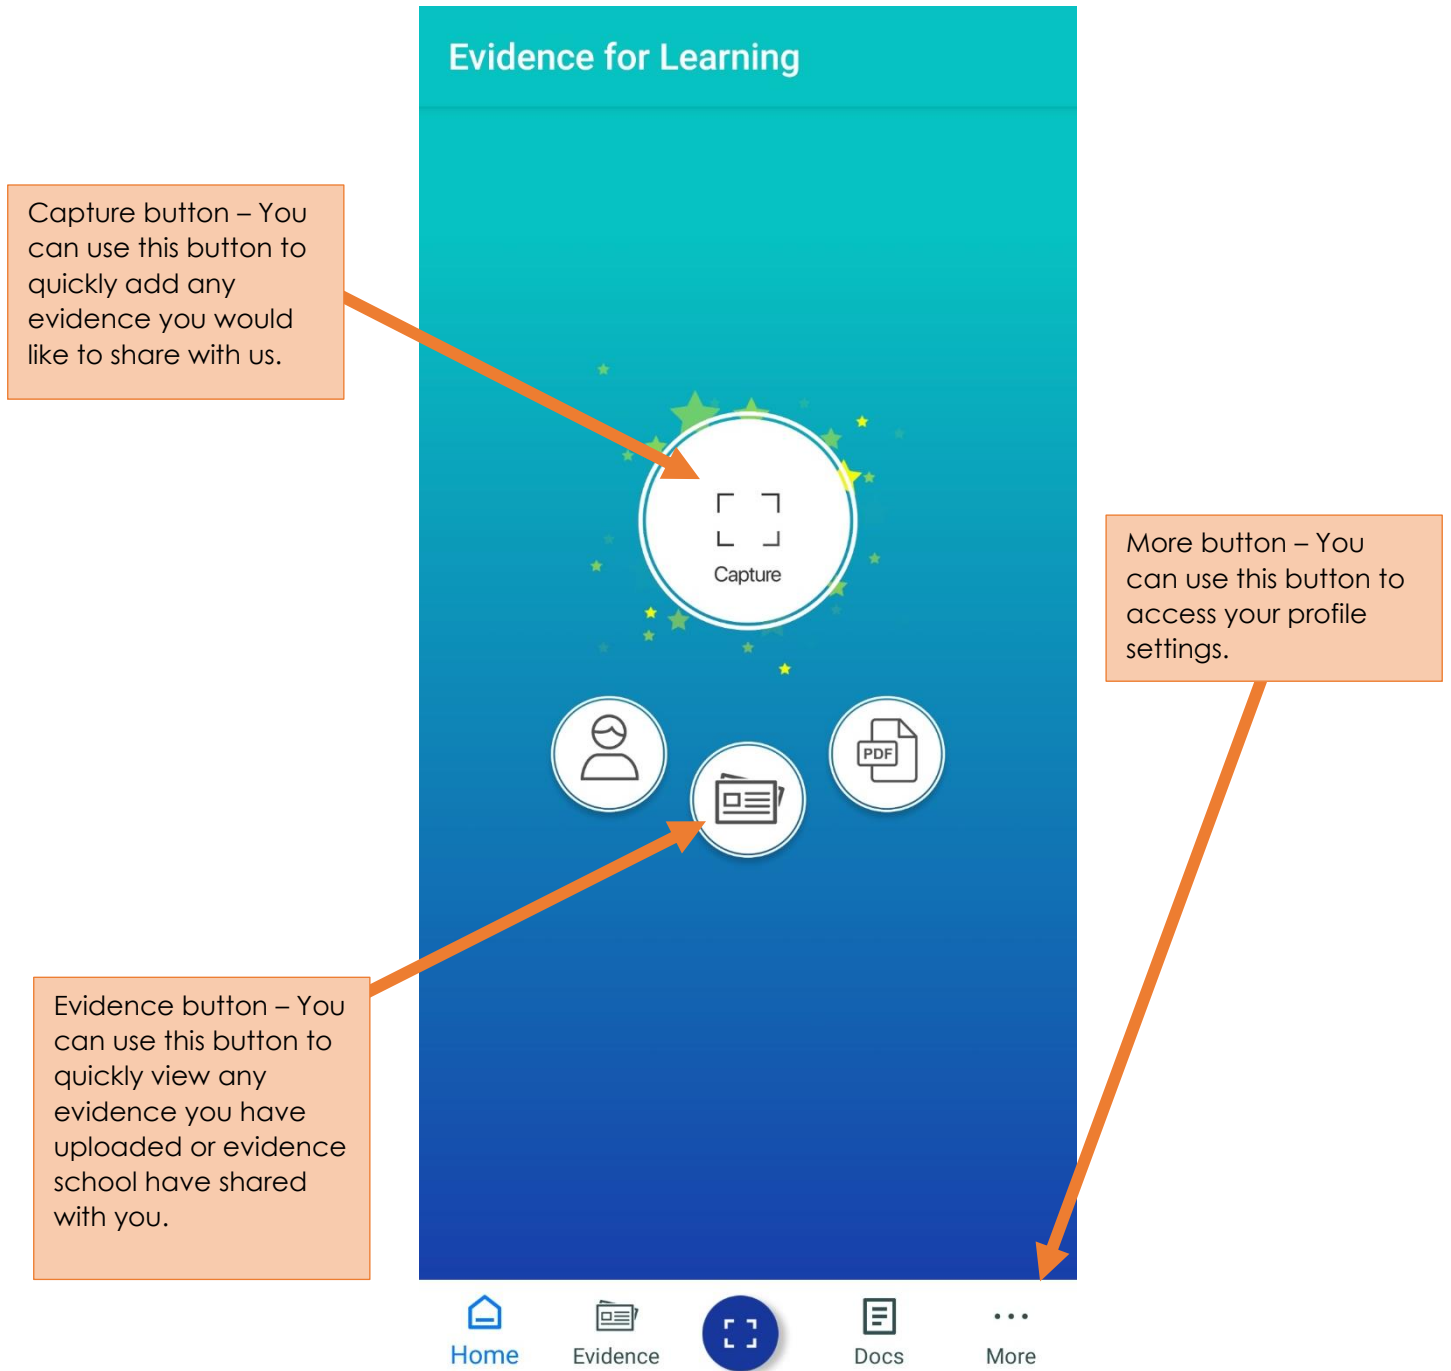 Evidence for Learning
Capture button – You
can use this button to
quickly add any
evidence you would
like to share with us.
Capture
More button – You
can use this button to
access your profile
settings.
PDF
Evidence button – You
can use this button to
quickly view any
evidence you have
uploaded or evidence
school have shared
with you.
Home
Evidence
Docs
More